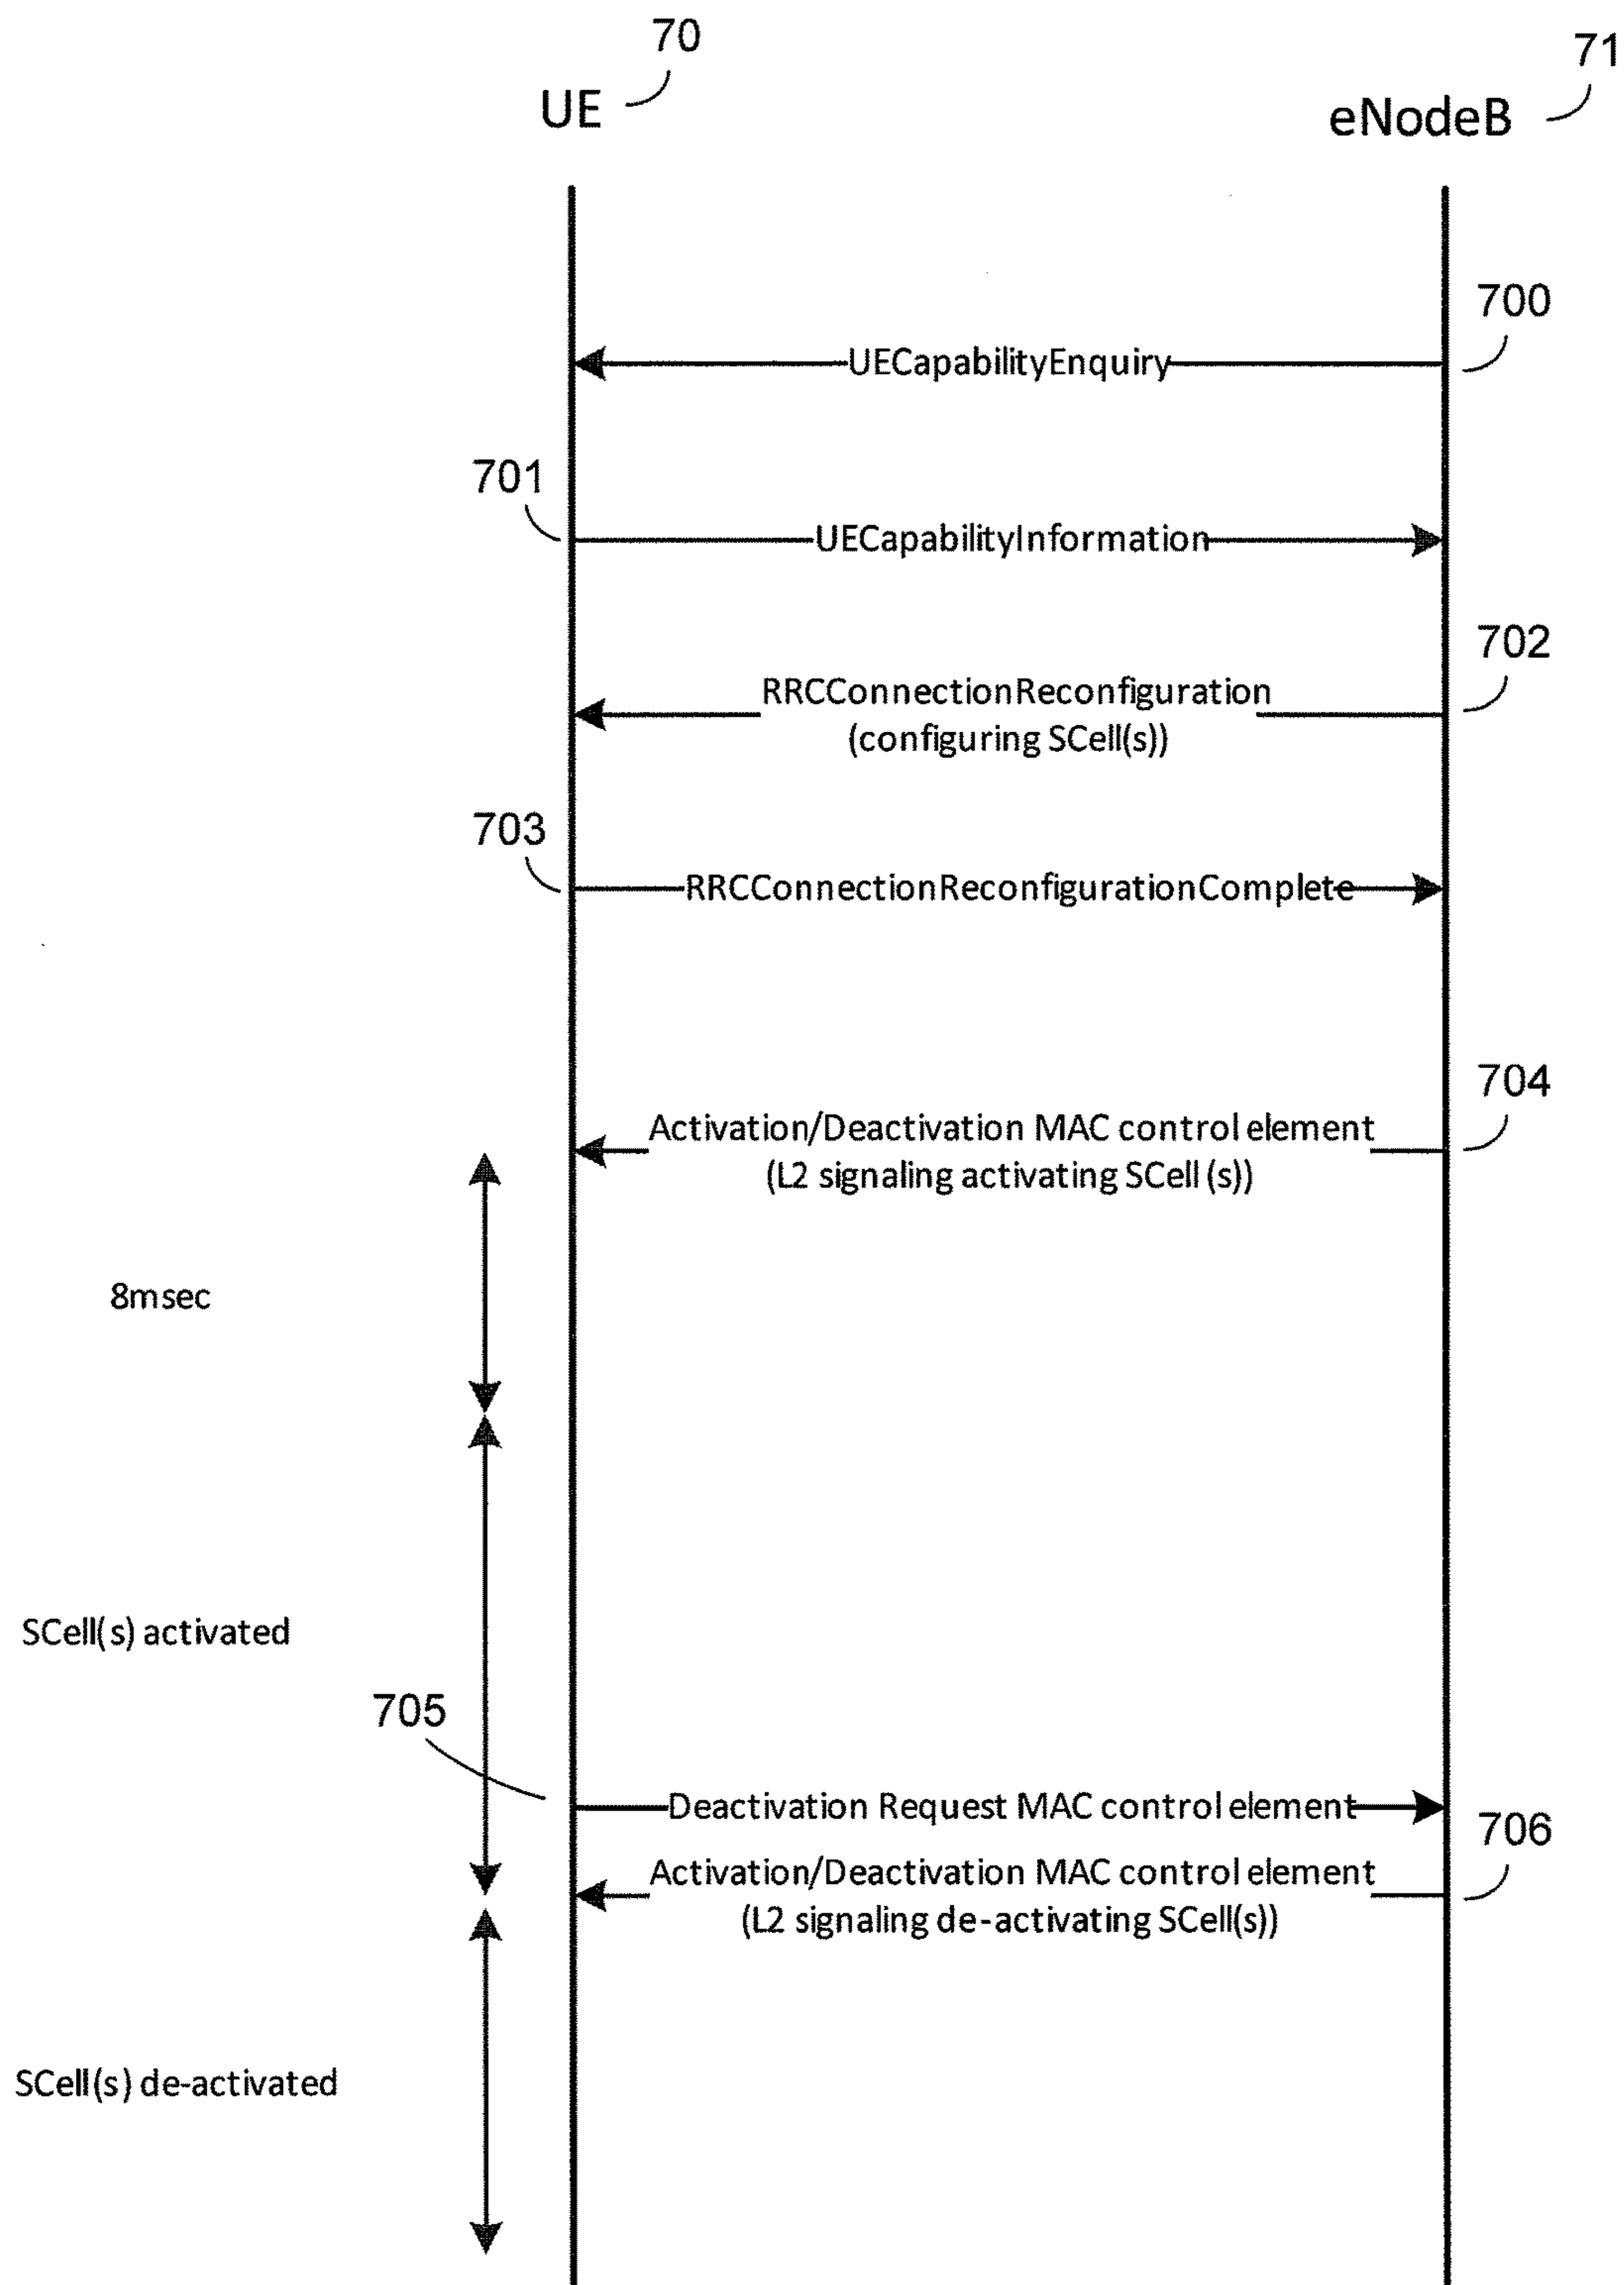 70
71
UE
eNodeB
700
UECapabilityEnquiry
701
UECapabilityInformation
702
RRCConnectionReconfiguration
(configuring SCell(s))
703
RRCConnectionReconfigurationComplete
704
Activation/Deactivation MAC control element
(L2 signaling activating SCell (s))
8msec
SCell(s) activated
705
Deactivation Request MAC control element
706
Activation/Deactivation MAC control element
(L2 signaling de-activating SCell(s))
SCell(s) de-activated